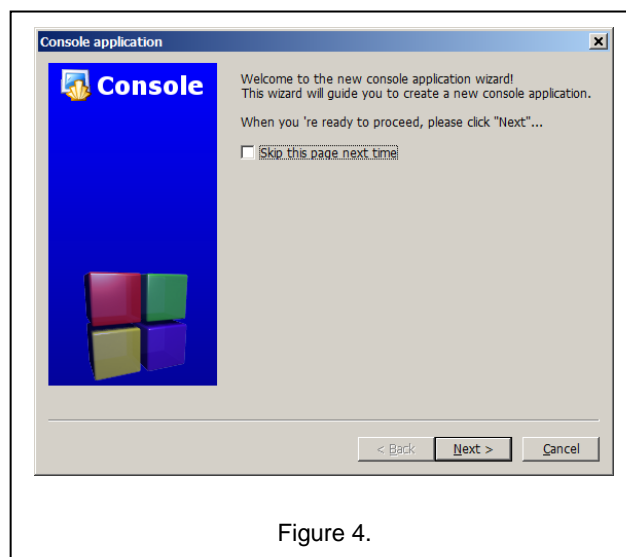 Console application
Console
Welcome to the new console application wizard!
This wizard will guide you to create a new console application.
When you 're ready to proceed, please click "Next"...
Skip this page next time
< Back
Next >
Cancel
Figure 4.